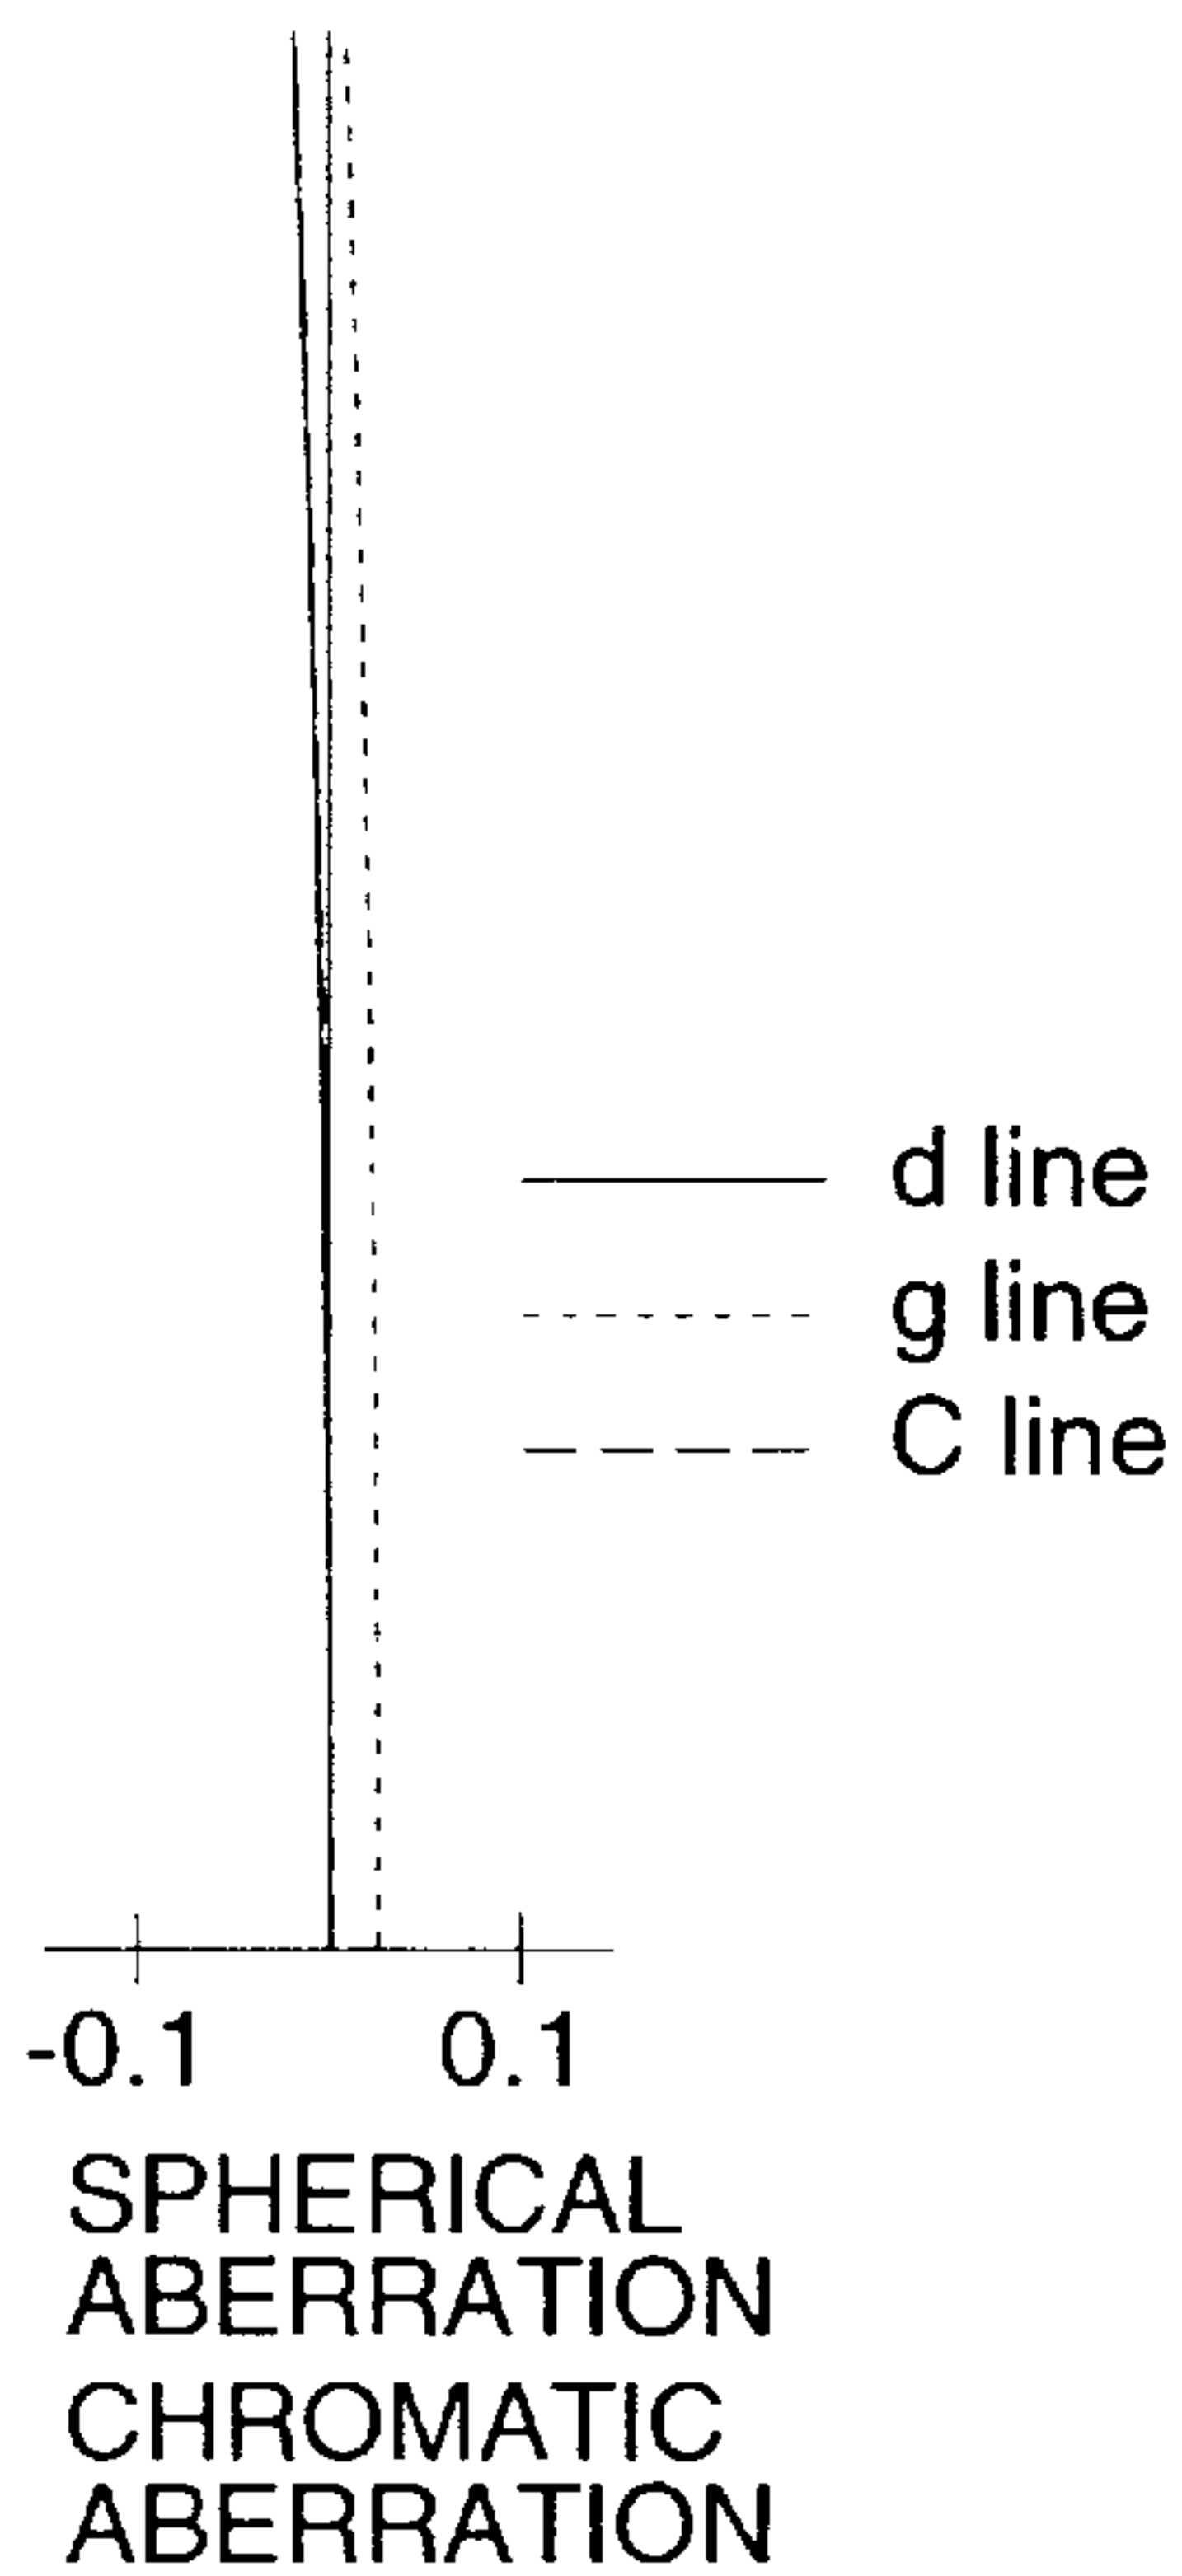 d line
g line
C line
-0.1 0.1
SPHERICAL
ABERRATION
CHROMATIC
ABERRATION